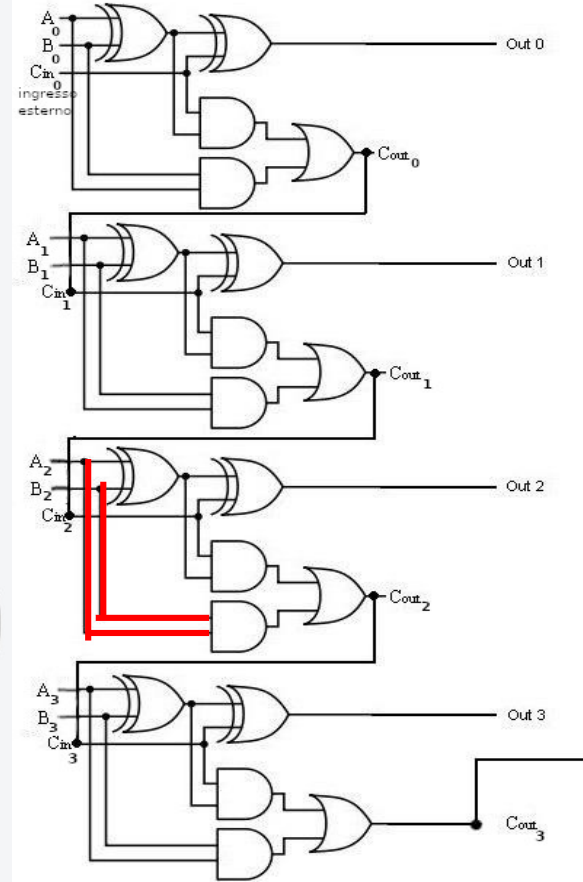 A0
B0
Cin0
ingresso
esterno
Out 0
Cout0
A1
B1
Cin1
Out 1
Cout1
A2
B2
Cin2
Out 2
Cout2
A3
B3
Cin3
Out 3
Cout3